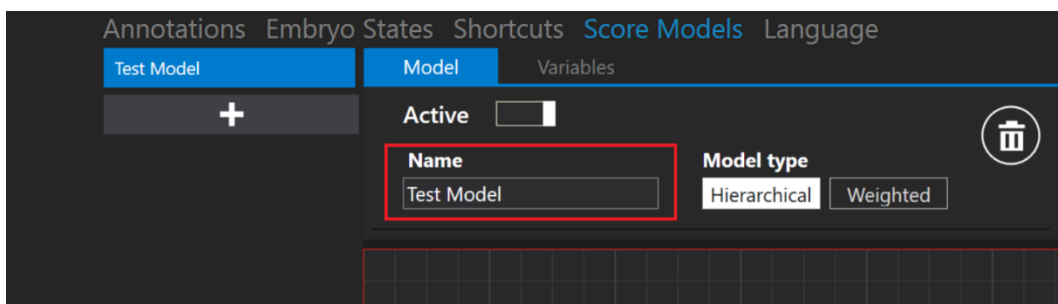 Annotations Embryo States Shortcuts Score Models Language
Test Model
Model Variables
+
Active
Name
Model type
Test Model
Hierarchical Weighted